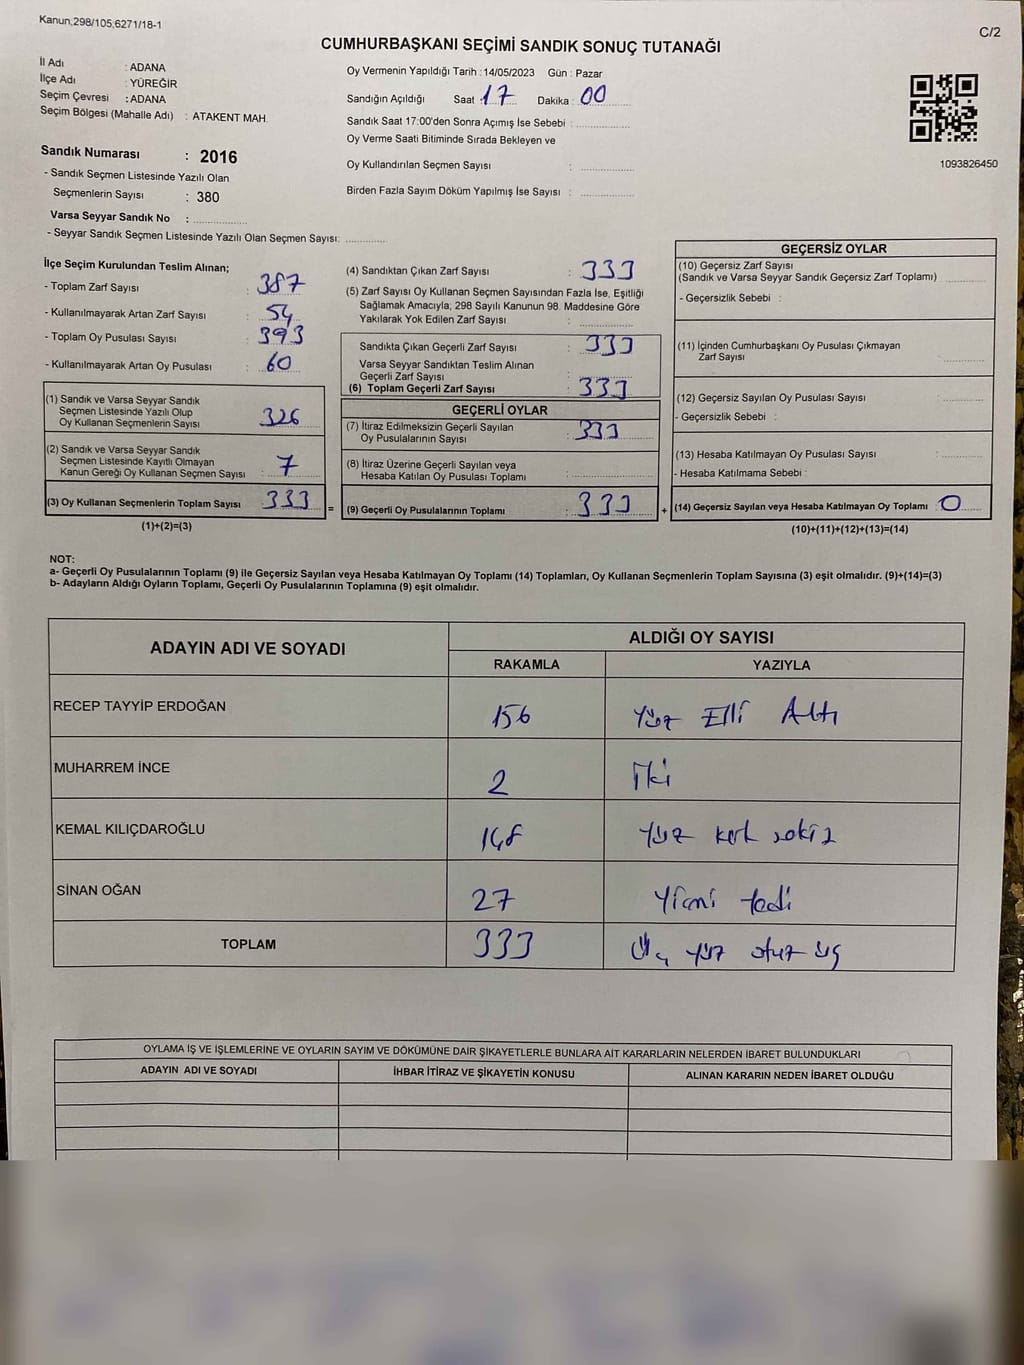 Kanun;298/105;6271/18-1
C/2
CUMHURBAŞKANI SEÇİMİ SANDIK SONUÇ TUTANAĞI
İl Adı : ADANA
İlçe Adı : YÜREĞİR
Seçim Çevresi : ADANA
Seçim Bölgesi (Mahalle Adı) : ATAKENT MAH.
Oy Vermenin Yapıldığı Tarih : 14/05/2023 Gün : Pazar
Sandığın Açıldığı Saat : 17 Dakika : 00
Sandık Saat 17:00'den Sonra Açımış İse Sebebi :
Oy Verme Saati Bitiminde Sırada Bekleyen ve
Oy Kullandırılan Seçmen Sayısı :
Birden Fazla Sayım Döküm Yapılmış İse Sayısı :
1093826450
Sandık Numarası : 2016
- Sandık Seçmen Listesinde Yazılı Olan
Seçmenlerin Sayısı : 380
Varsa Seyyar Sandık No :
- Seyyar Sandık Seçmen Listesinde Yazılı Olan Seçmen Sayısı:
İlçe Seçim Kurulundan Teslim Alınan;
- Toplam Zarf Sayısı : 387
- Kullanılmayarak Artan Zarf Sayısı : 54
- Toplam Oy Pusulası Sayısı : 393
- Kullanılmayarak Artan Oy Pusulası : 60
(1) Sandık ve Varsa Seyyar Sandık
Seçmen Listesinde Yazılı Olup
Oy Kullanan Seçmenlerin Sayısı : 326
(2) Sandık ve Varsa Seyyar Sandık
Seçmen Listesinde Kayıtlı Olmayan
Kanun Gereği Oy Kullanan Seçmen Sayısı : 7
(3) Oy Kullanan Seçmenlerin Toplam Sayısı : 333
(1)+(2)=(3)
=
(4) Sandıktan Çıkan Zarf Sayısı : 333
(5) Zarf Sayısı Oy Kullanan Seçmen Sayısından Fazla İse, Eşitliği
Sağlamak Amacıyla, 298 Sayılı Kanunun 98. Maddesine Göre
Yakılarak Yok Edilen Zarf Sayısı :
Sandıkta Çıkan Geçerli Zarf Sayısı : 333
Varsa Seyyar Sandıktan Teslim Alınan
Geçerli Zarf Sayısı :
(6) Toplam Geçerli Zarf Sayısı : 333
GEÇERLİ OYLAR
(7) İtiraz Edilmeksizin Geçerli Sayılan
Oy Pusulalarının Sayısı : 333
(8) İtiraz Üzerine Geçerli Sayılan veya
Hesaba Katılan Oy Pusulası Toplamı :
(9) Geçerli Oy Pusulalarının Toplamı : 333
+
GEÇERSİZ OYLAR
(10) Geçersiz Zarf Sayısı
(Sandık ve Varsa Seyyar Sandık Geçersiz Zarf Toplamı) :
- Geçersizlik Sebebi :
(11) İçinden Cumhurbaşkanı Oy Pusulası Çıkmayan
Zarf Sayısı :
(12) Geçersiz Sayılan Oy Pusulası Sayısı :
- Geçersizlik Sebebi :
(13) Hesaba Katılmayan Oy Pusulası Sayısı :
- Hesaba Katılmama Sebebi :
(14) Geçersiz Sayılan veya Hesaba Katılmayan Oy Toplamı : 0
(10)+(11)+(12)+(13)=(14)
NOT:
a- Geçerli Oy Pusulalarının Toplamı (9) ile Geçersiz Sayılan veya Hesaba Katılmayan Oy Toplamı (14) Toplamları, Oy Kullanan Seçmenlerin Toplam Sayısına (3) eşit olmalıdır. (9)+(14)=(3)
b- Adayların Aldığı Oyların Toplamı, Geçerli Oy Pusulalarının Toplamına (9) eşit olmalıdır.
ADAYIN ADI VE SOYADI
ALDIĞI OY SAYISI
RAKAMLA YAZIYLA
RECEP TAYYİP ERDOĞAN 156 Yüz Elli Altı
MUHARREM İNCE 2 İki
KEMAL KILIÇDAROĞLU 148 Yüz kırk sekiz
SİNAN OĞAN 27 Yirmi Yedi
TOPLAM 333 Üç yüz otuz üç
OYLAMA İŞ VE İŞLEMLERİNE VE OYLARIN SAYIM VE DÖKÜMÜNE DAİR ŞİKAYETLERLE BUNLARA AİT KARARLARIN NELERDEN İBARET BULUNDUKLARI
ADAYIN ADI VE SOYADI İHBAR İTİRAZ VE ŞİKAYETİN KONUSU ALINAN KARARIN NEDEN İBARET OLDUĞU